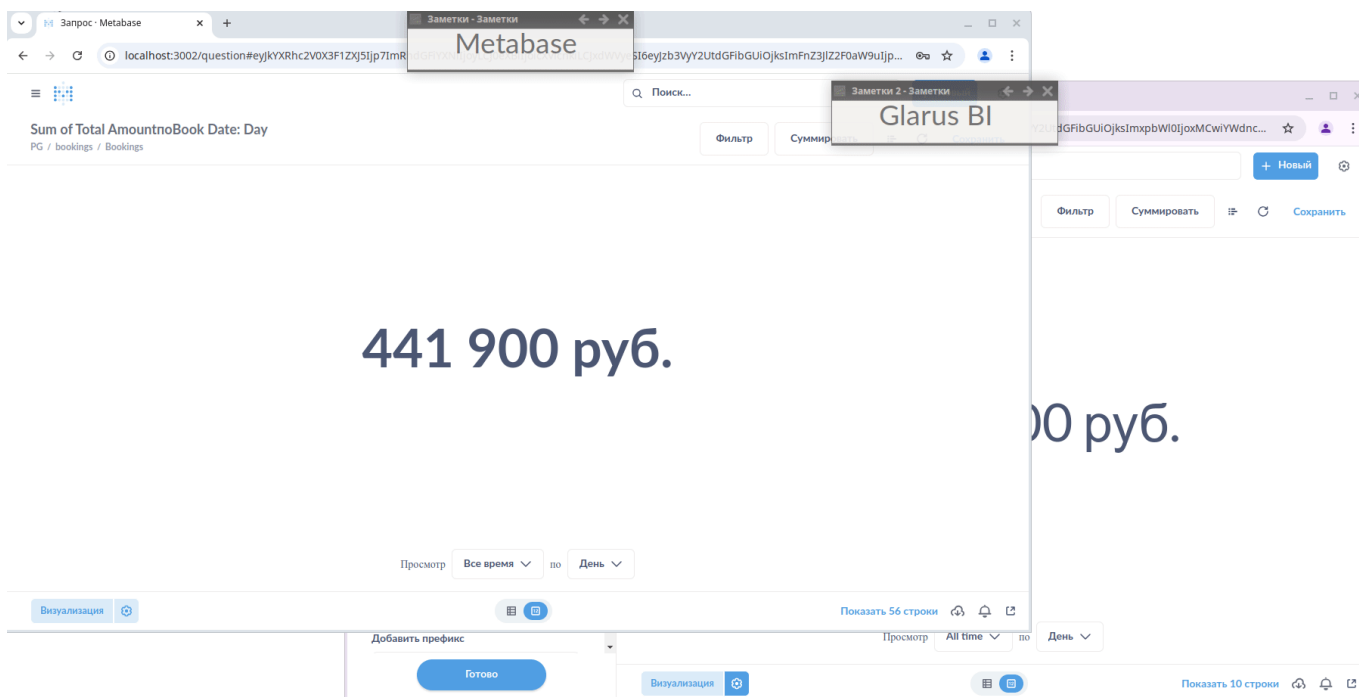 Запрос · Metabase
Заметки - Заметки
Metabase
localhost:3002/question#eyJkYXRhc2V0X3F1ZXJ5Ijp7ImR
Поиск...
Заметки 2 - Заметки
Glarus BI
Sum of Total AmountпоBook Date: Day
PG / bookings / Bookings
Фильтр
Суммировать
Сохранить
+ Новый
Фильтр
Суммировать
Сохранить
441 900 руб.
00 руб.
Просмотр Все время по День
Визуализация
Показать 56 строки
Добавить префикс
Готово
Просмотр All time по День
Визуализация
Показать 10 строки